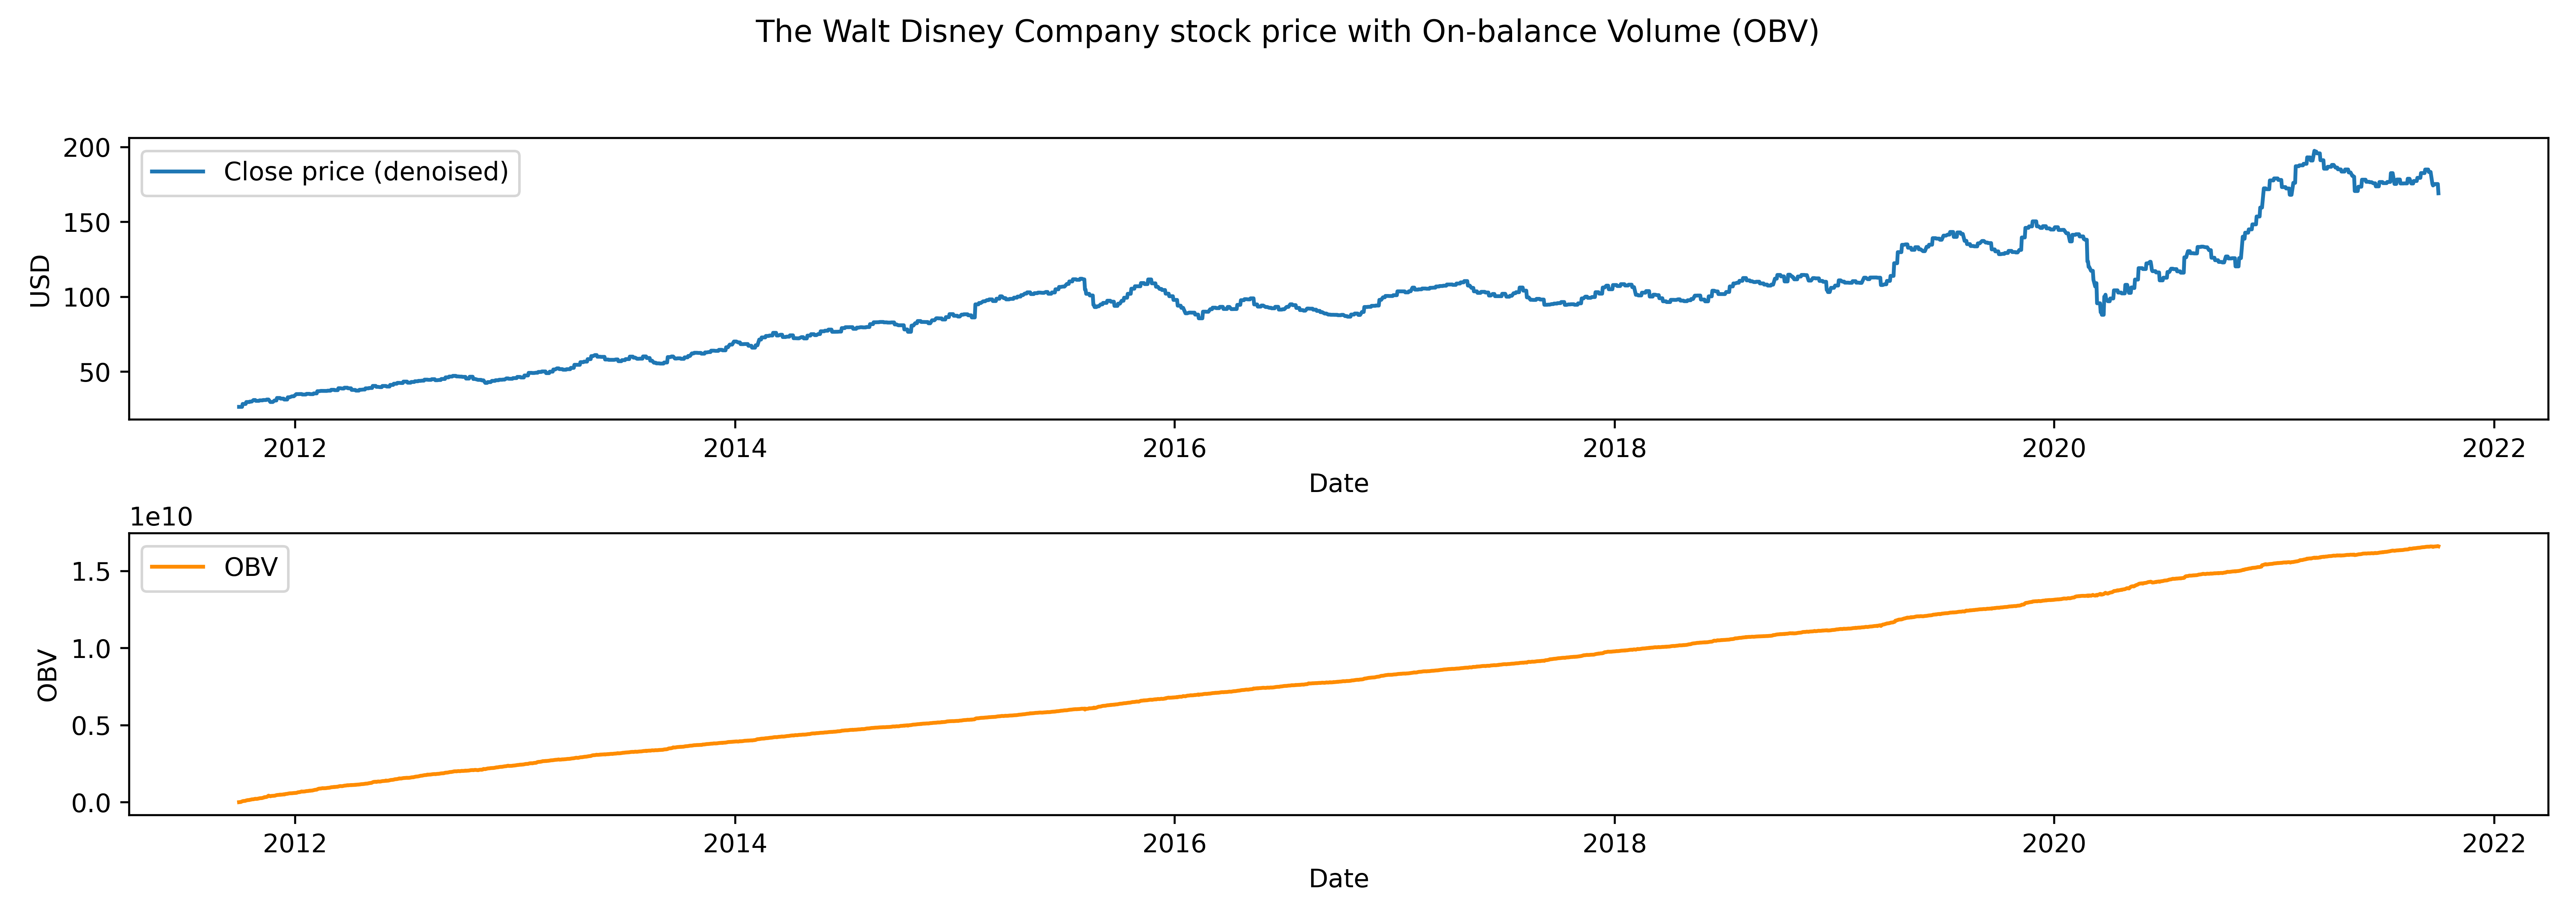 The Walt Disney Company stock price with On-balance Volume (OBV)
200
150
100
50
USD
Close price (denoised)
2012 2014 2016 2018 2020 2022
Date
1e10
1.5
1.0
0.5
0.0
OBV
OBV
2012 2014 2016 2018 2020 2022
Date